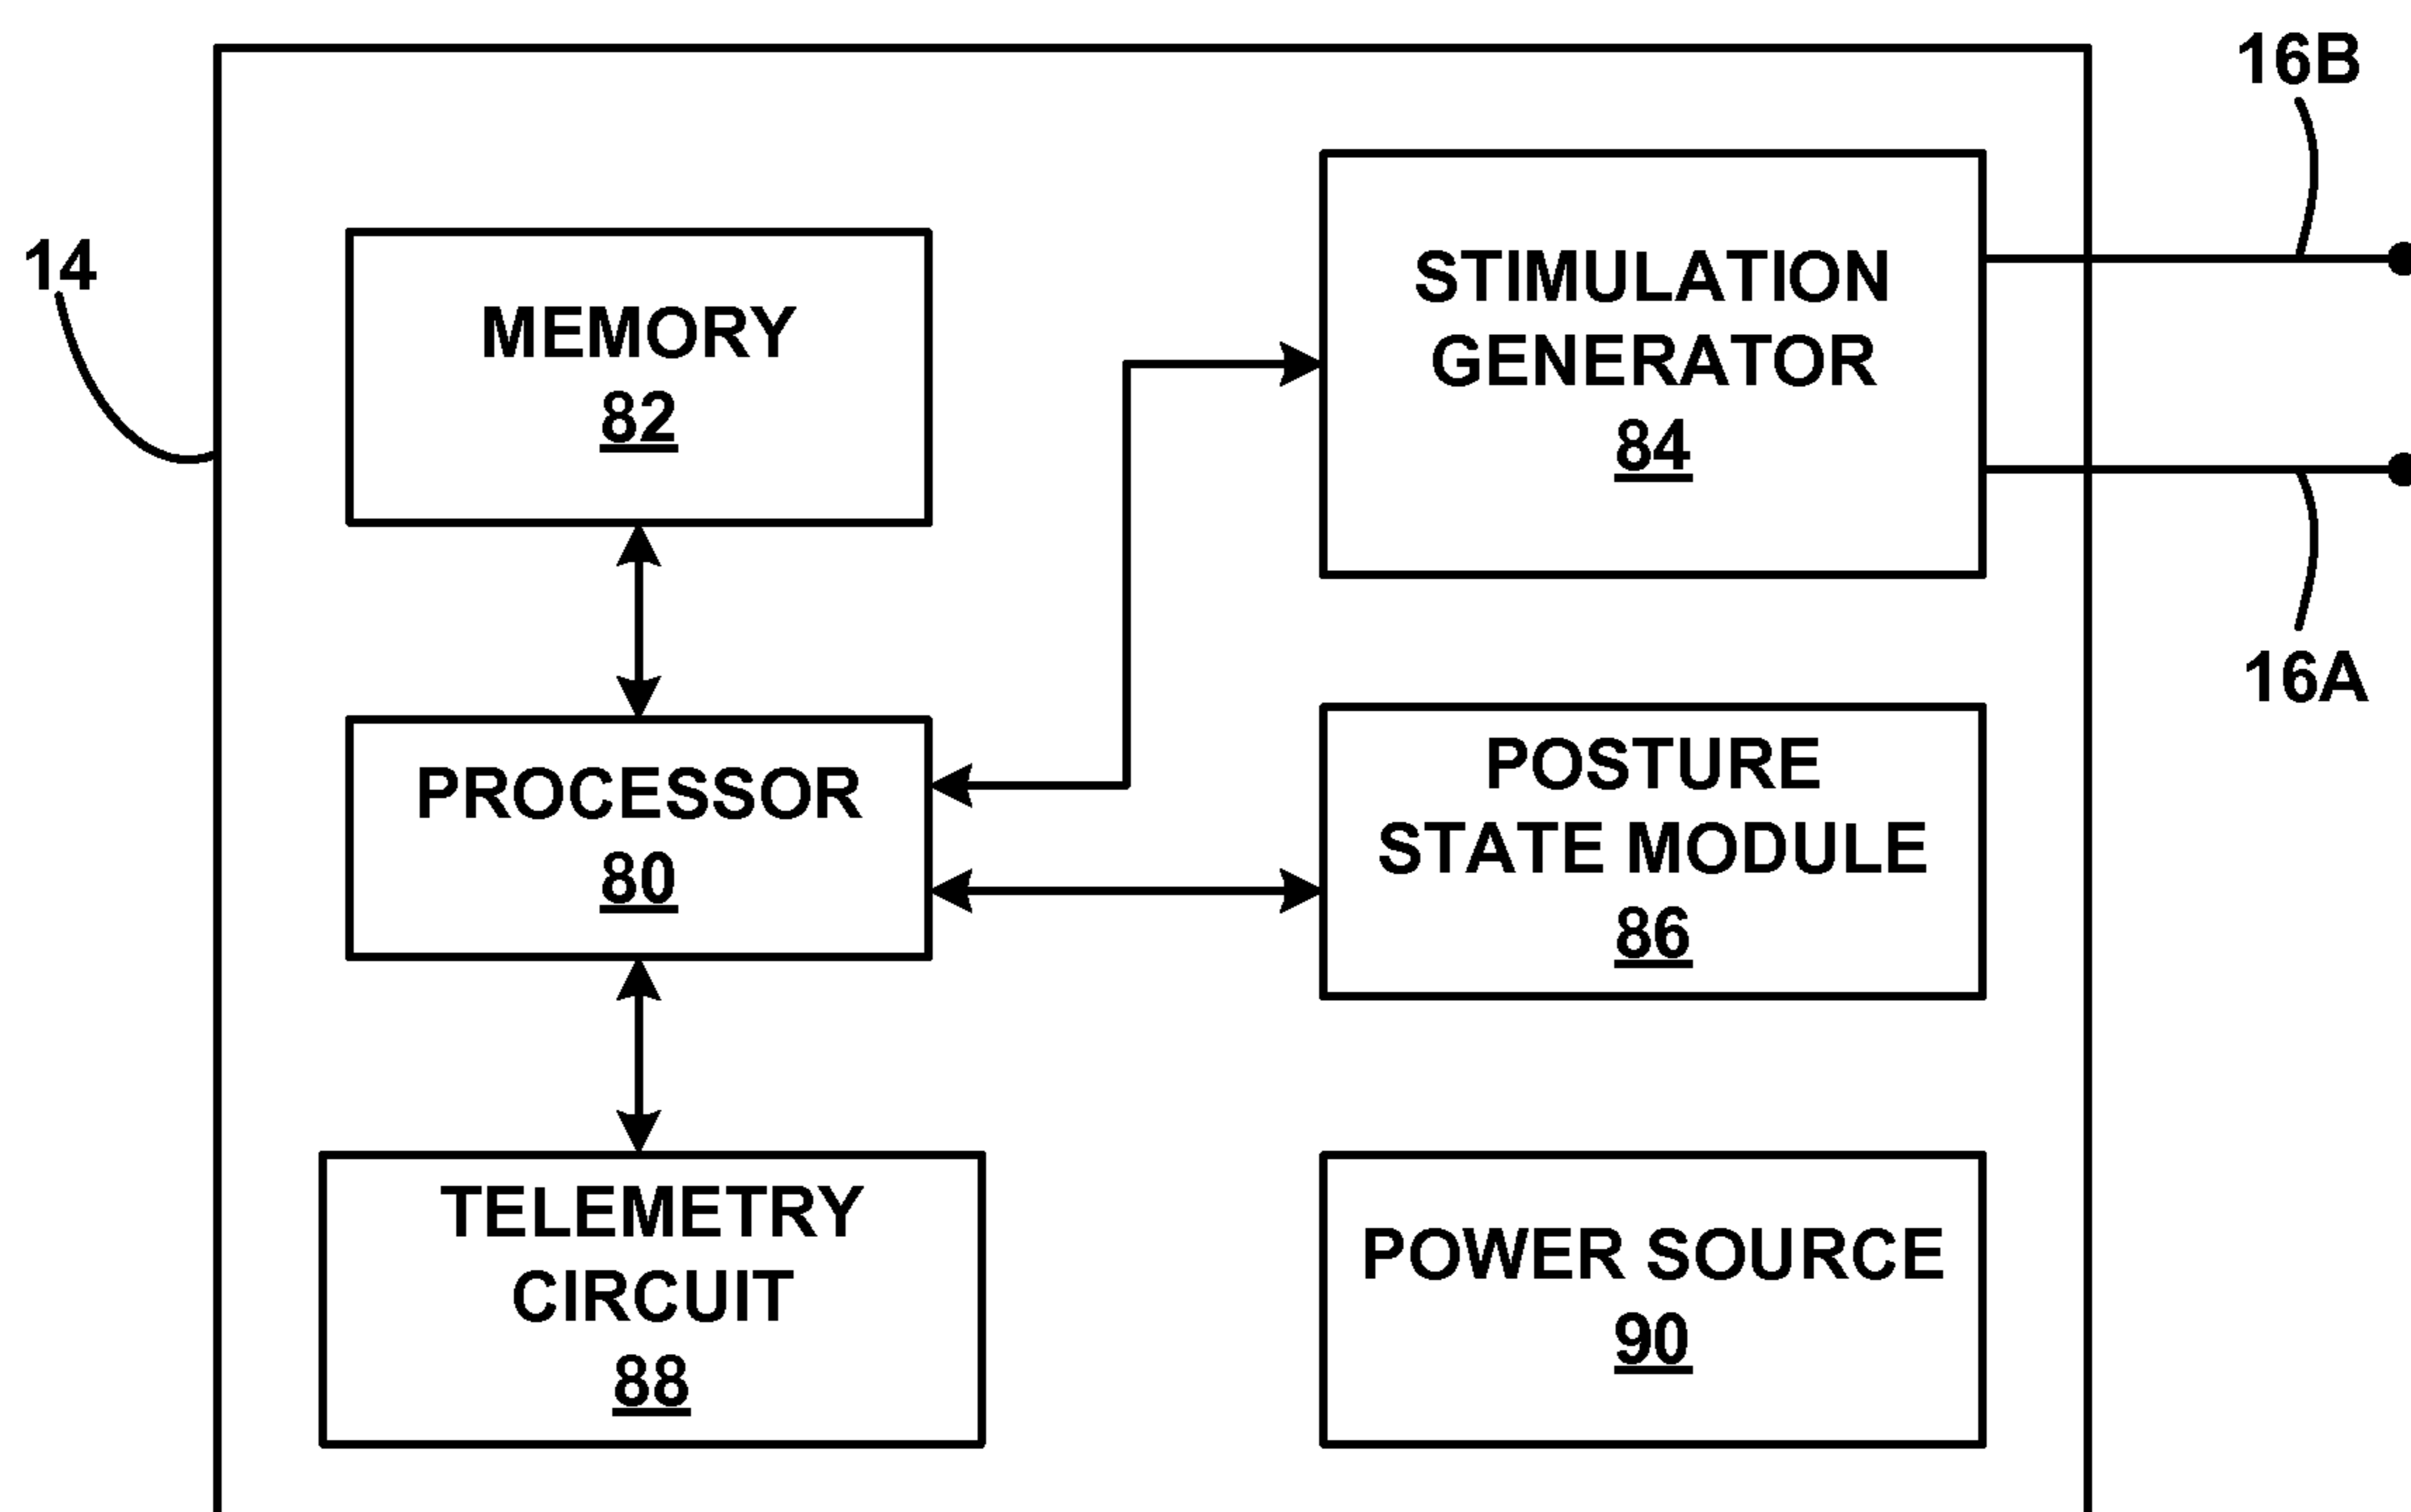 16B
14
MEMORY
82
STIMULATION
GENERATOR
84
16A
PROCESSOR
80
POSTURE
STATE MODULE
86
TELEMETRY
CIRCUIT
88
POWER SOURCE
90